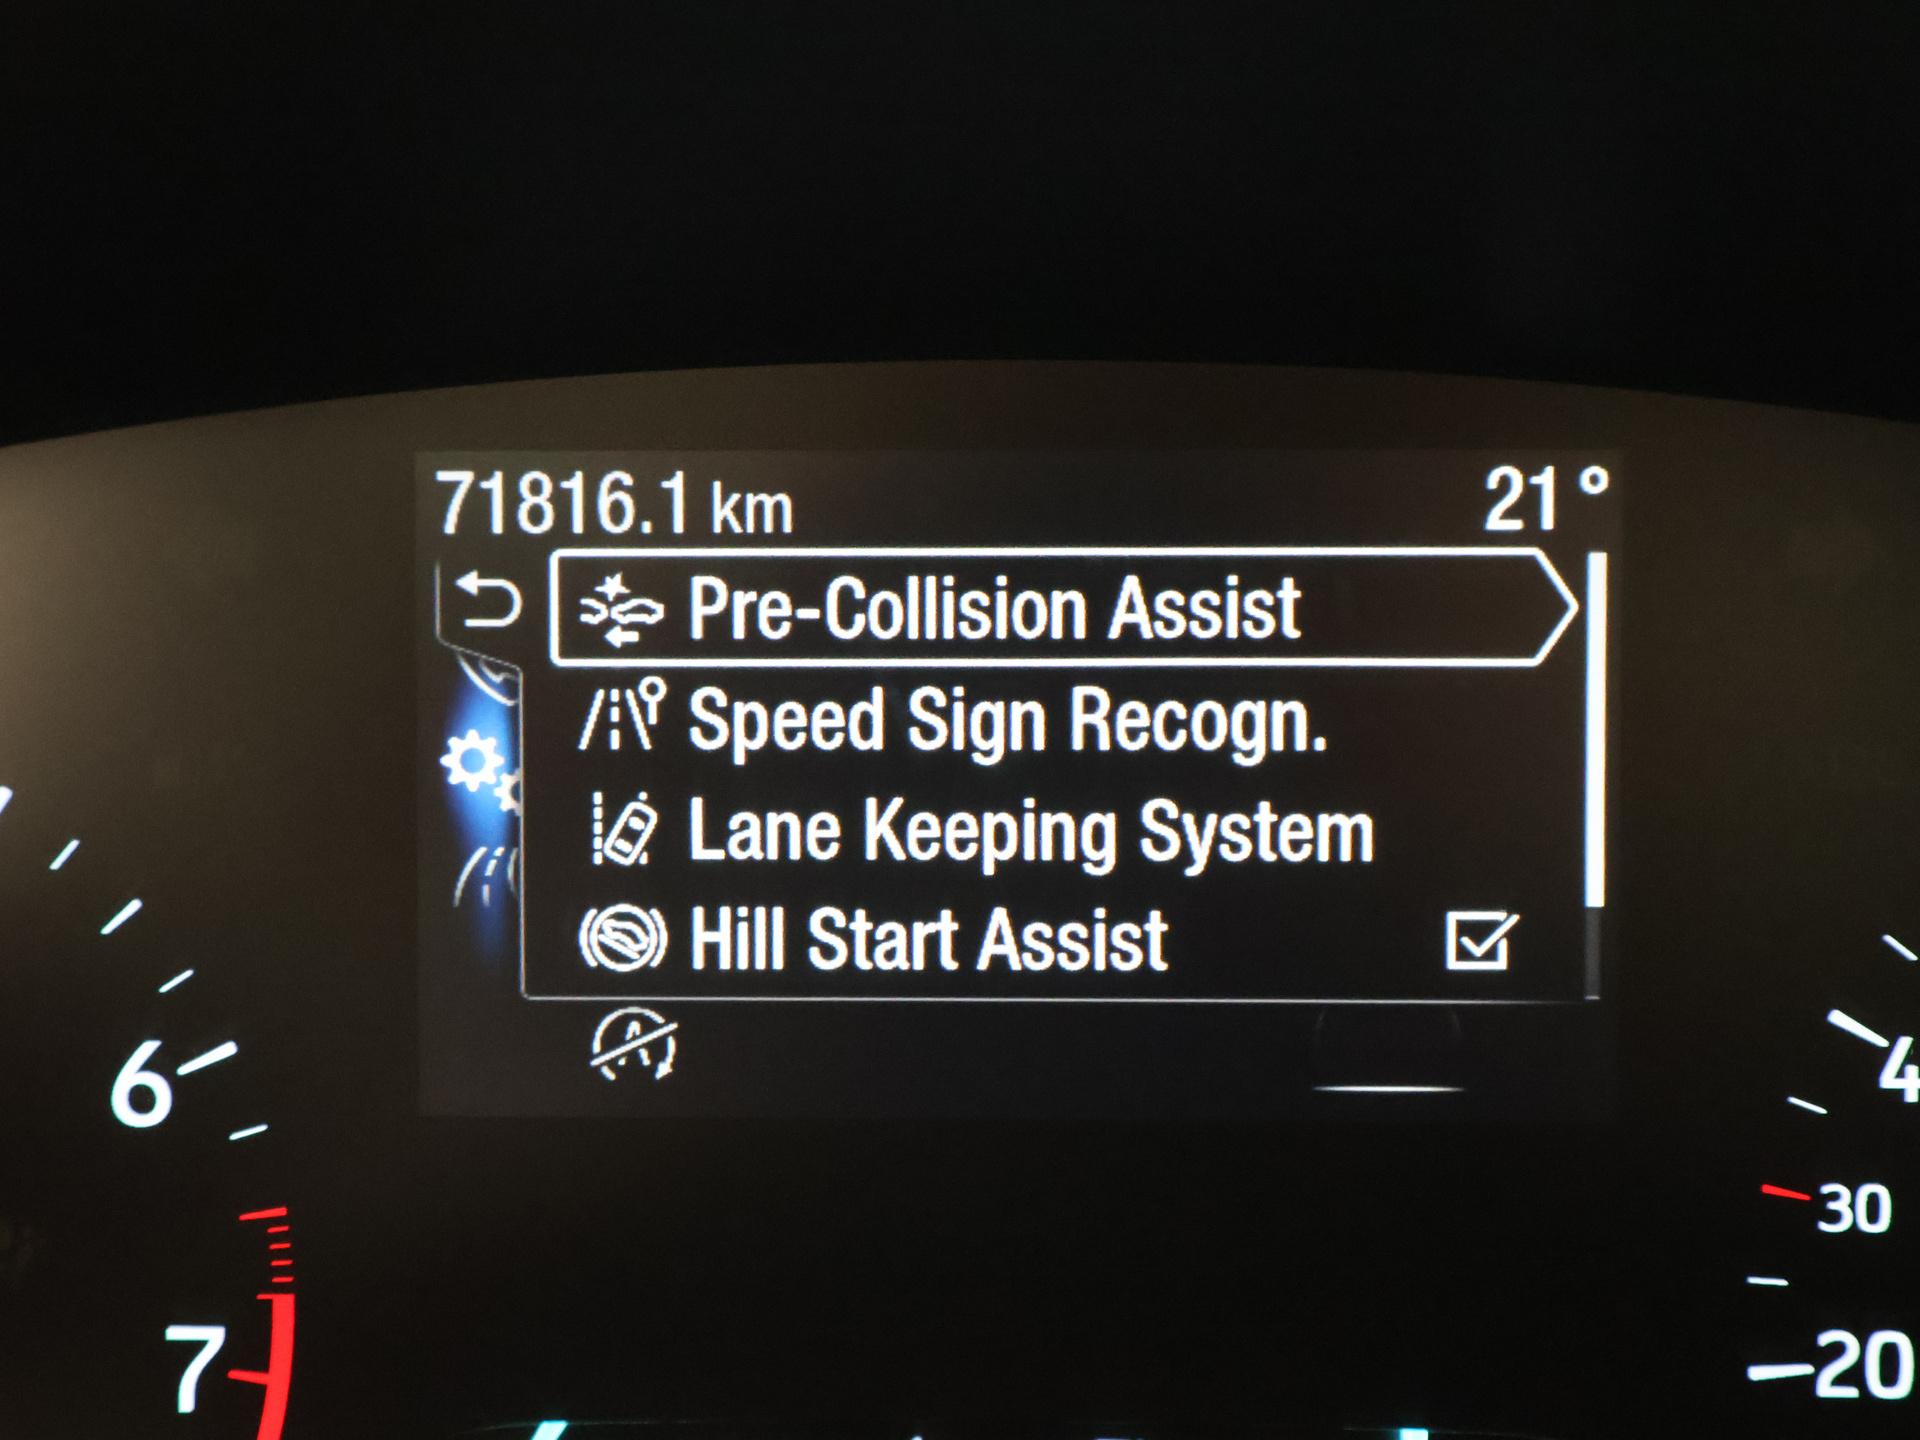 71816.1 km 21°
Pre-Collision Assist
Speed Sign Recogn.
Lane Keeping System
Hill Start Assist
6
4
30
7
20